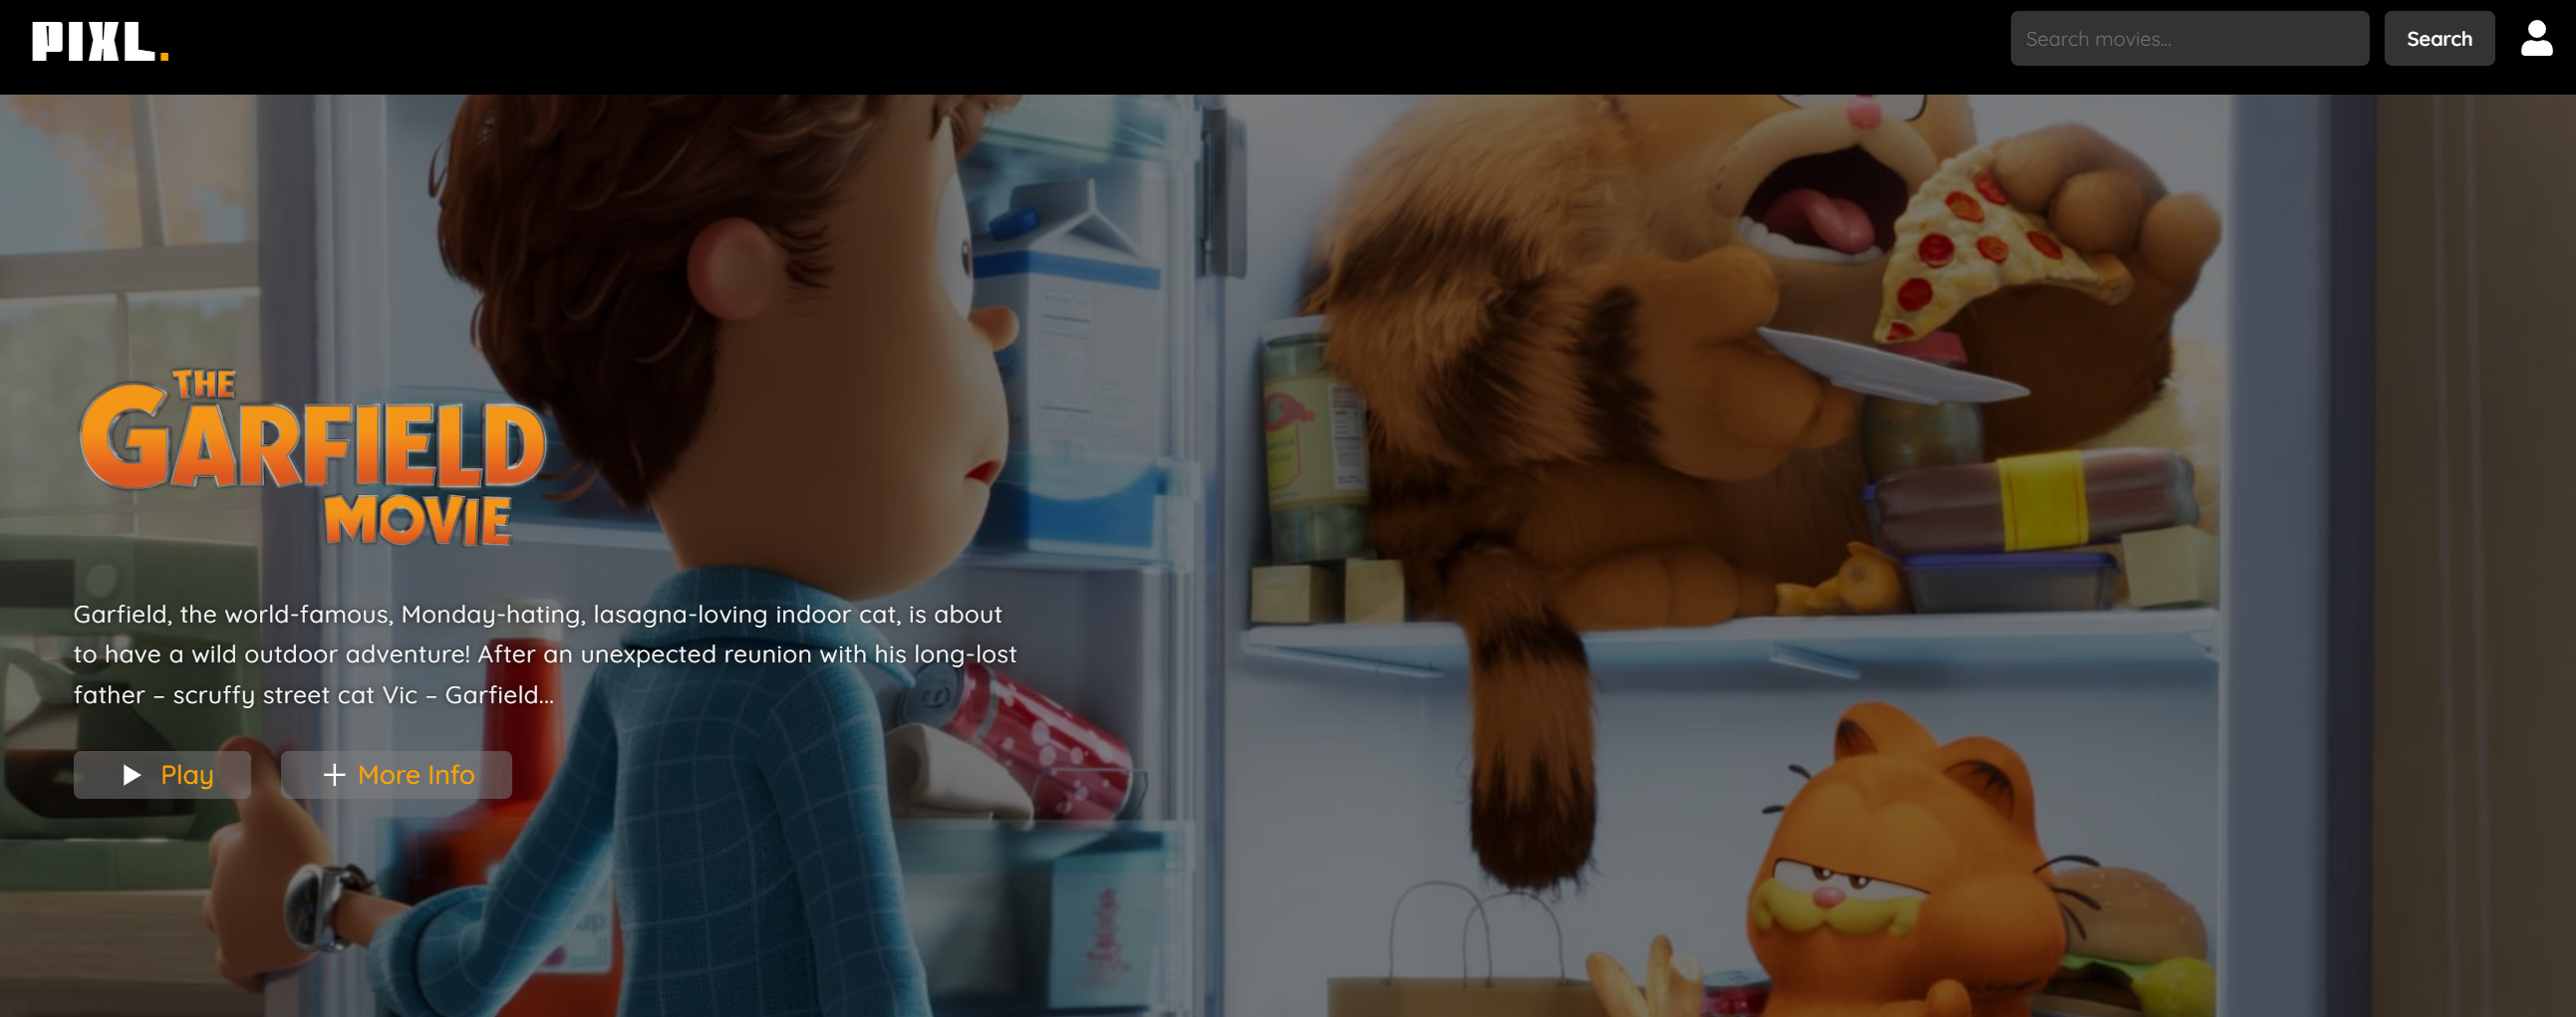 PIXL.
Search movies...
Search
THE
GARFIELD
MOVIE
Garfield, the world-famous, Monday-hating, lasagna-loving indoor cat, is about
to have a wild outdoor adventure! After an unexpected reunion with his long-lost
father – scruffy street cat Vic – Garfield...
Play
More Info